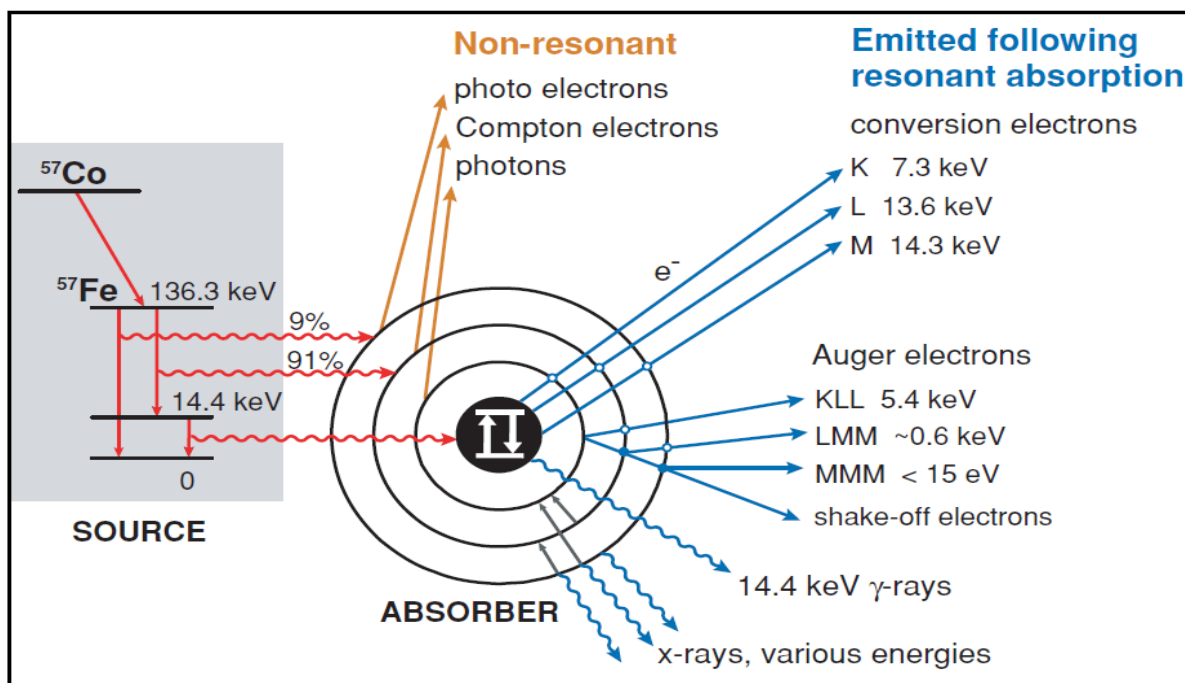 Non-resonant
photo electrons
Compton electrons
photons
Emitted following
resonant absorption
conversion electrons
K 7.3 keV
L 13.6 keV
M 14.3 keV
e⁻
⁵⁷Co
⁵⁷Fe 136.3 keV
9%
91%
14.4 keV
0
SOURCE
ABSORBER
Auger electrons
KLL 5.4 keV
LMM ~0.6 keV
MMM < 15 eV
shake-off electrons
14.4 keV γ-rays
x-rays, various energies